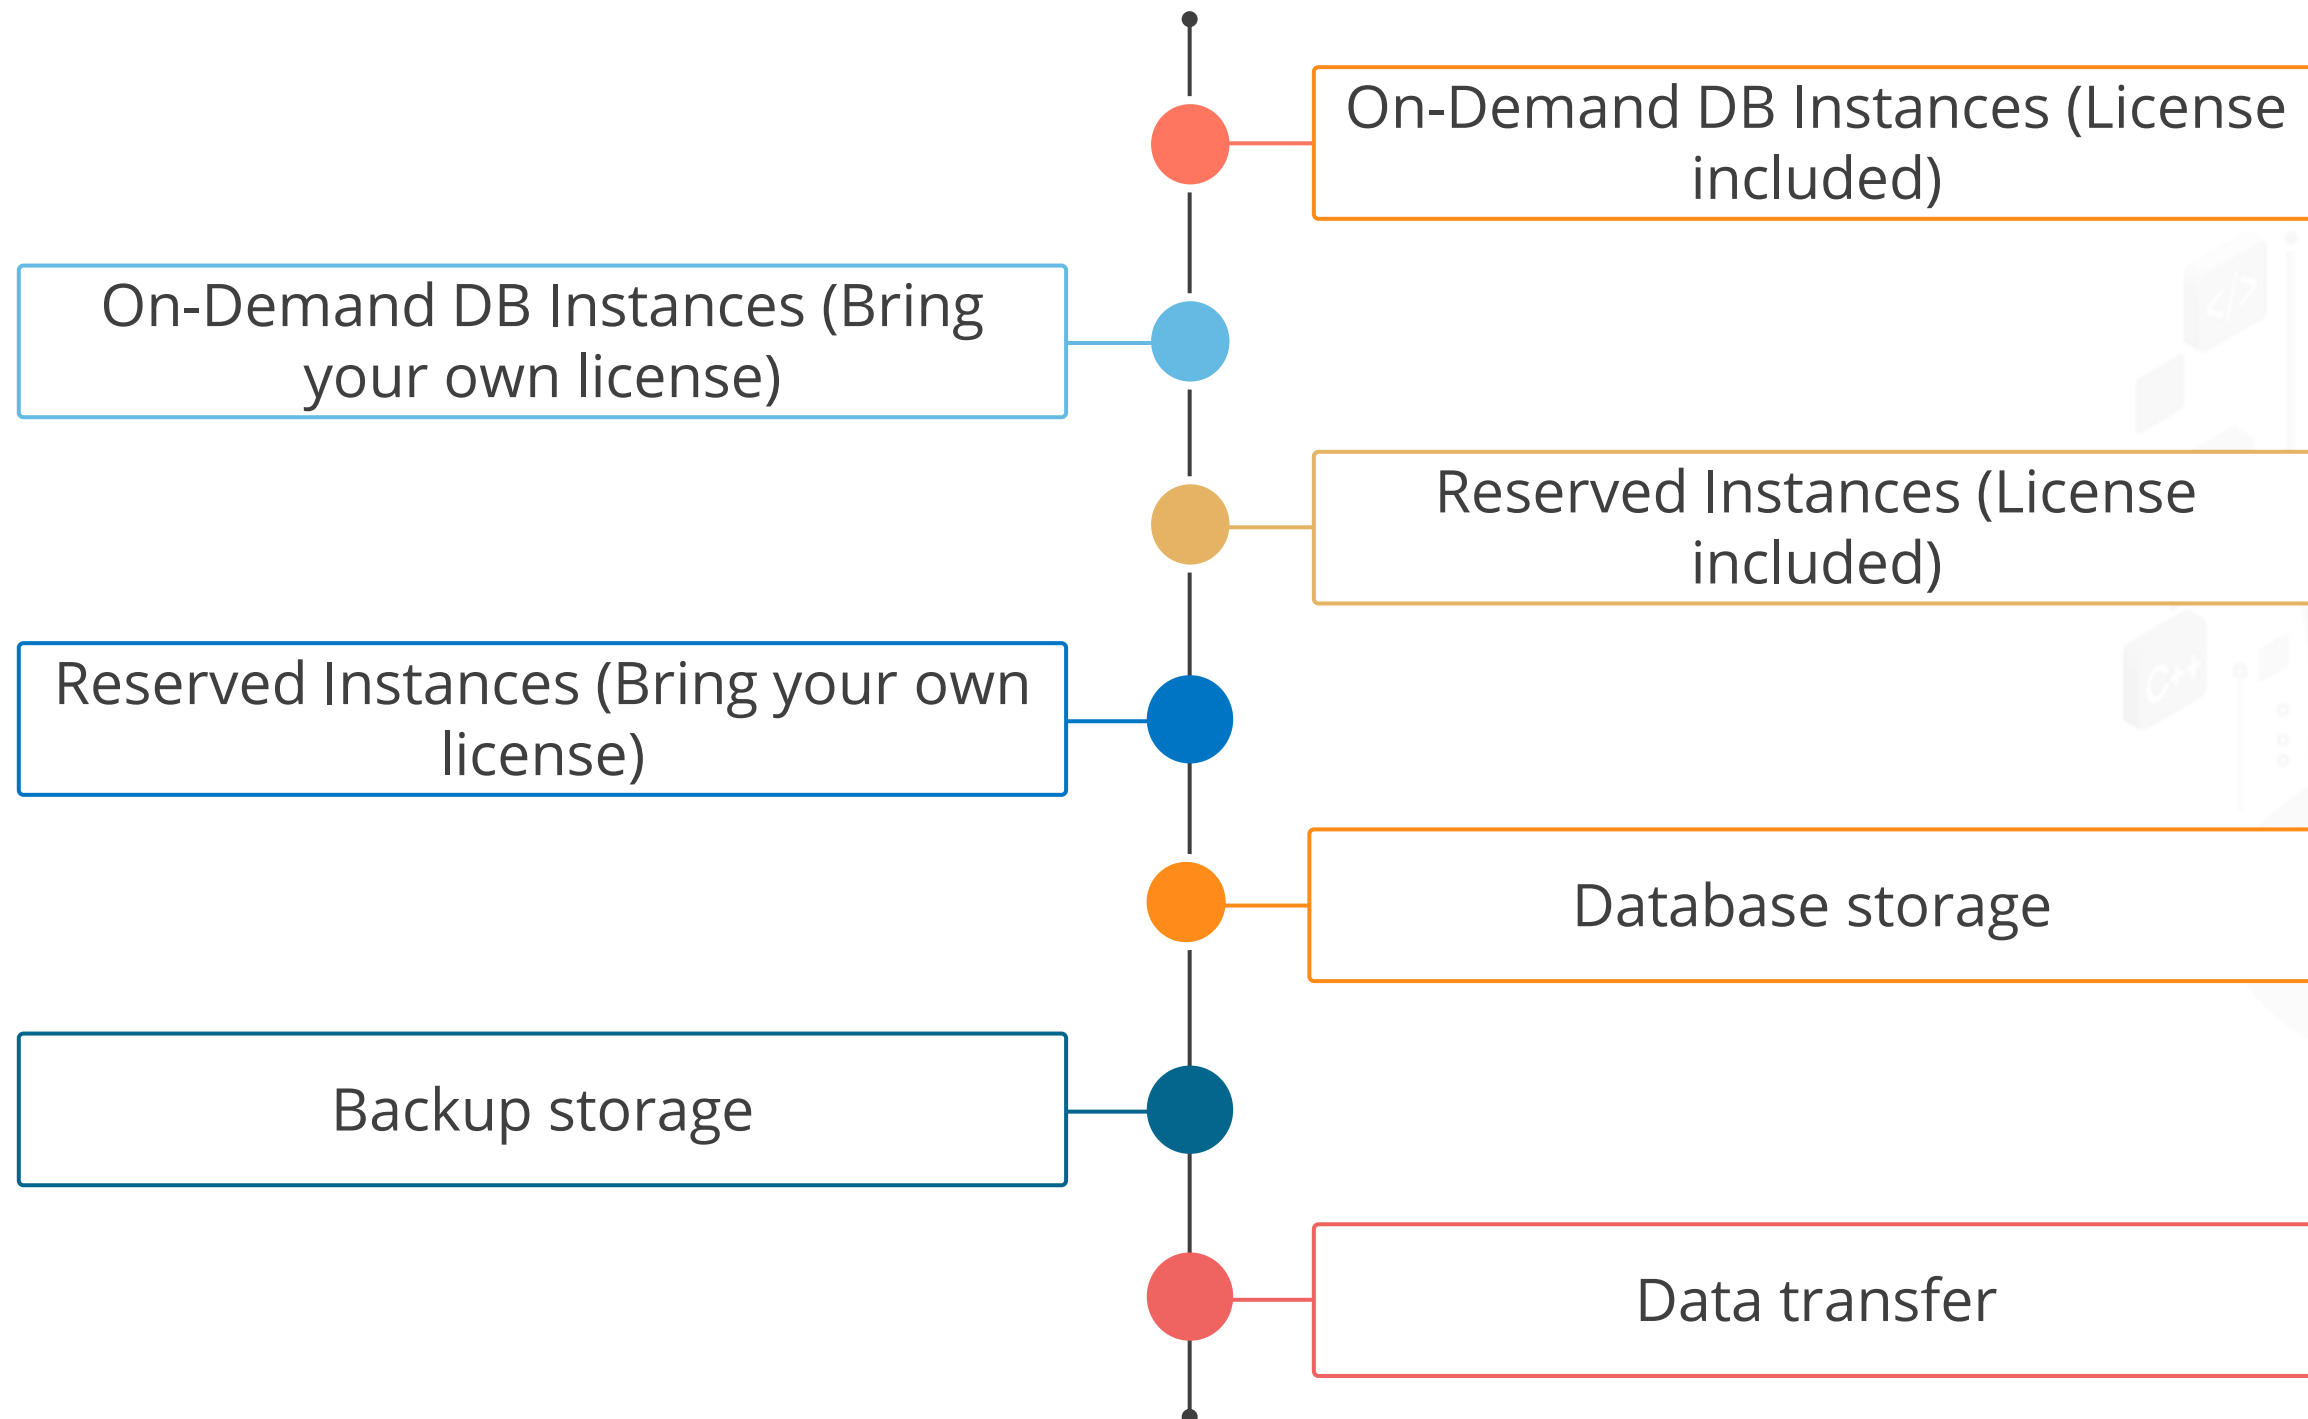 On-Demand DB Instances (License
included)
On-Demand DB Instances (Bring
your own license)
</>
Reserved Instances (License
included)
Reserved Instances (Bring your own
license)
C++
Database storage
Backup storage
Data transfer